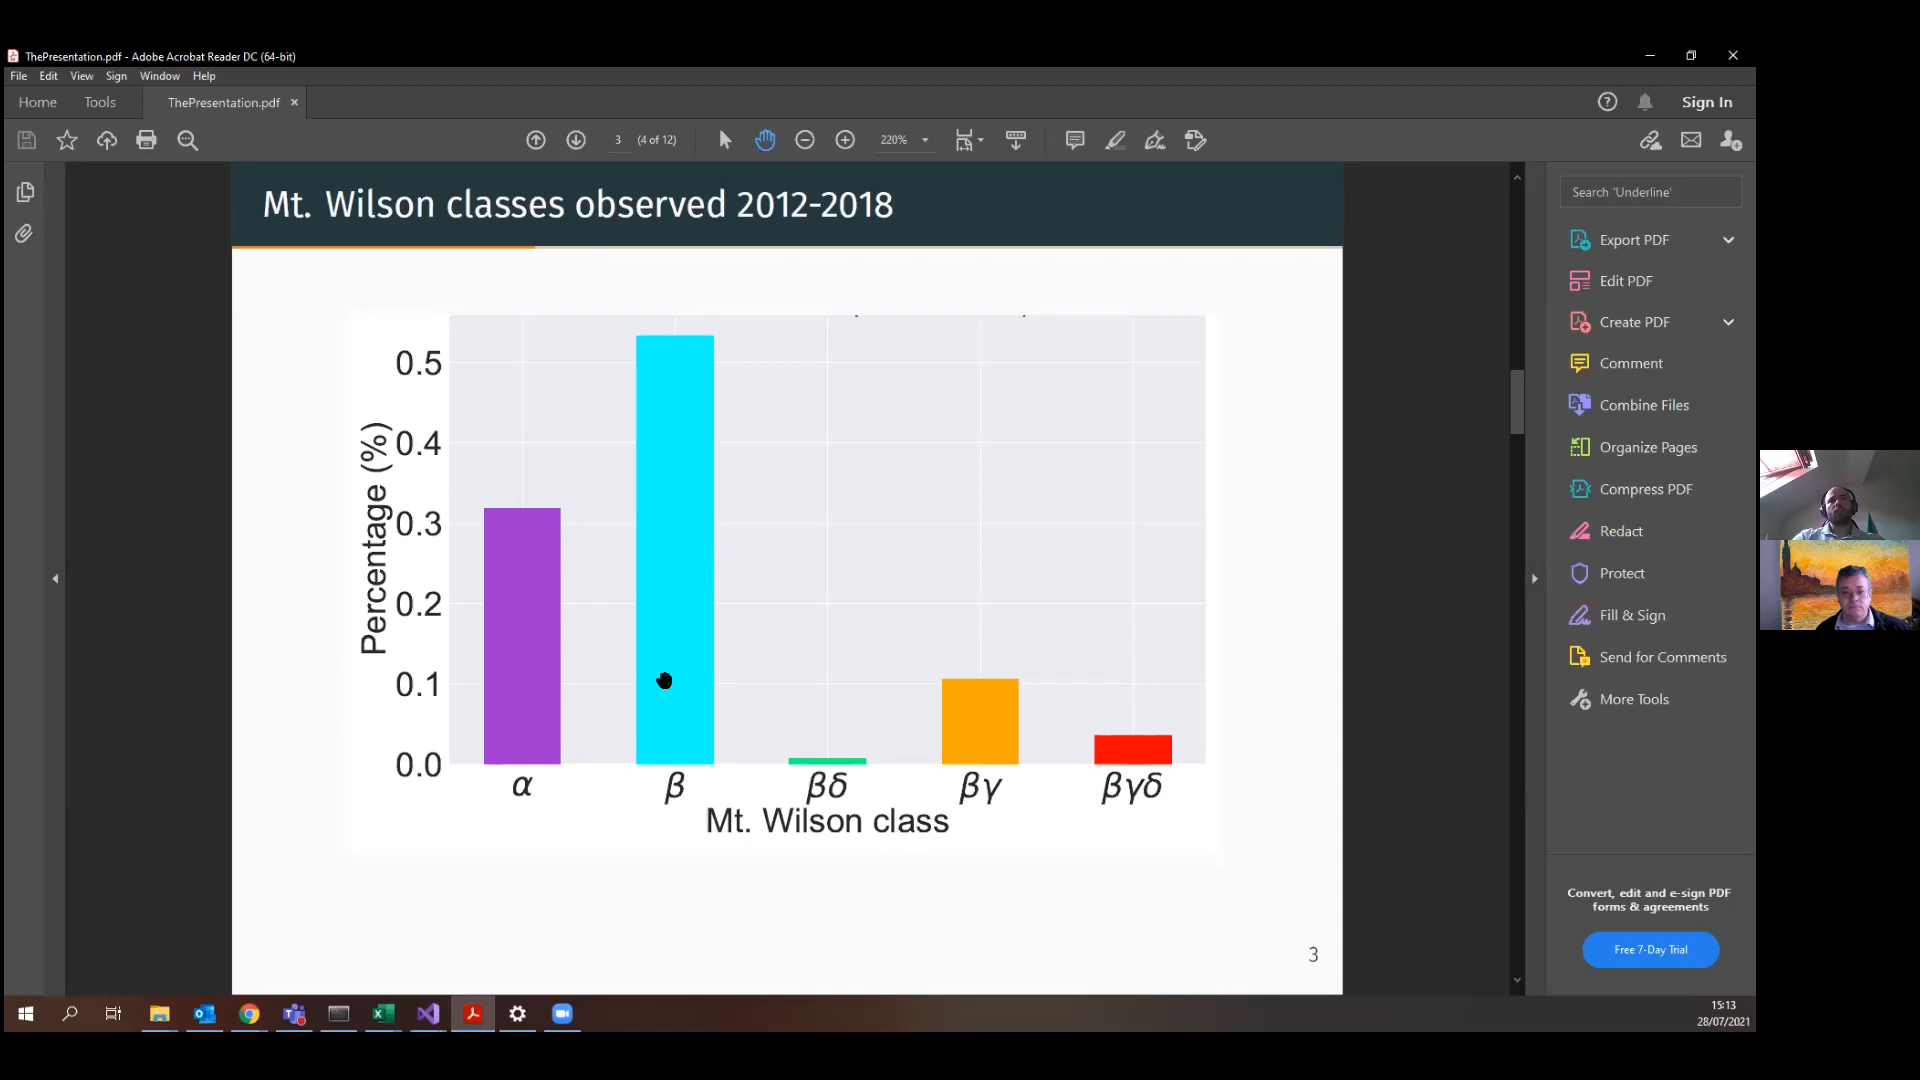 ThePresentation.pdf - Adobe Acrobat Reader DC (64-bit)
File Edit View Sign Window Help
Home Tools ThePresentation.pdf × Sign In
3 (4 of 12) 220%
Mt. Wilson classes observed 2012-2018
Percentage (%)
0.5
0.4
0.3
0.2
0.1
0.0
α β βδ βγ βγδ
Mt. Wilson class
3
Search 'Underline'
Export PDF
Edit PDF
Create PDF
Comment
Combine Files
Organize Pages
Compress PDF
Redact
Protect
Fill & Sign
Send for Comments
More Tools
Convert, edit and e-sign PDF
forms & agreements
Free 7-Day Trial
15:13
28/07/2021